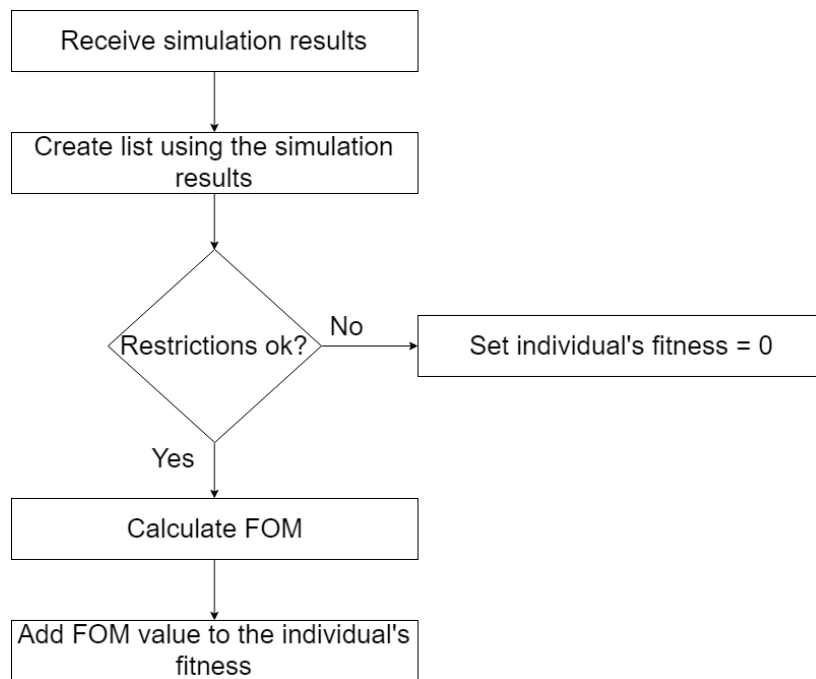 Receive simulation results
Create list using the simulation
results
Restrictions ok?
No
Set individual's fitness = 0
Yes
Calculate FOM
Add FOM value to the individual's
fitness